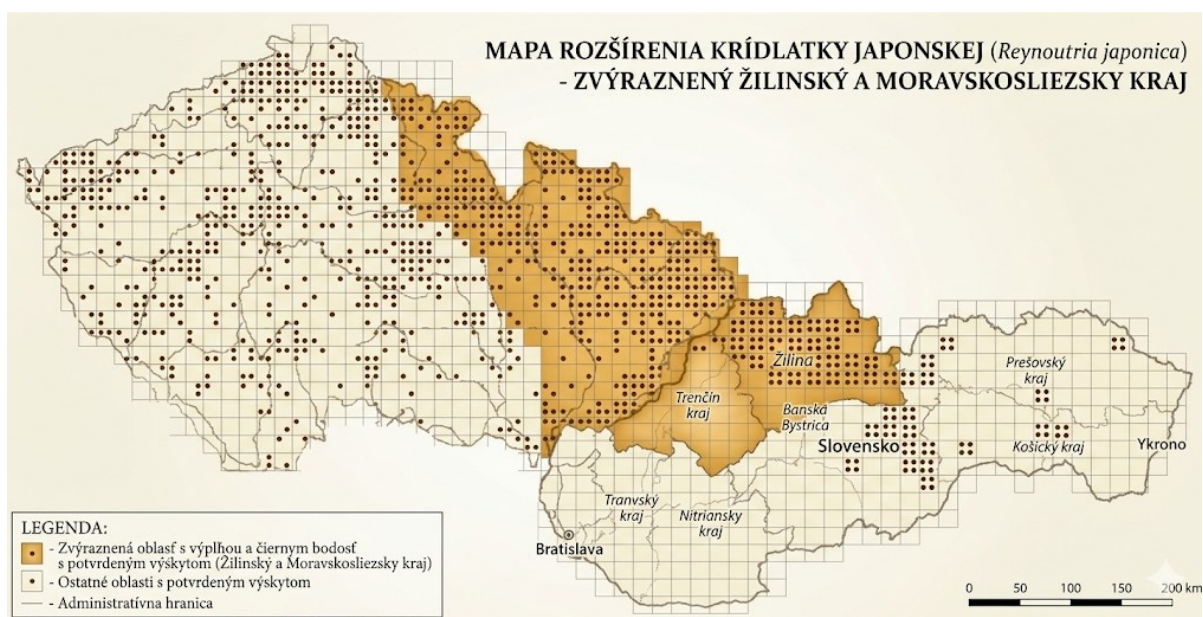 MAPA ROZŠÍRENIA KRÍDLATKY JAPONSKEJ (Reynoutria japonica)
- ZVÝRAZNENÝ ŽILINSKÝ A MORAVSKOSLIEZSKY KRAJ
Žilina
Prešovský
kraj
Trenčín
kraj
Banská
Bystrica
Slovensko
Košický kraj
Ykrono
Tranvský
kraj
Nitriansky
kraj
Bratislava
LEGENDA:
- Zvýraznená oblasť s výplňou a čiernym bodosť
s potvrdeným výskytom (Žilinský a Moravskosliezsky kraj)
- Ostatné oblasti s potvrdeným výskytom
- Administratívna hranica
0 50 100 150 200 km